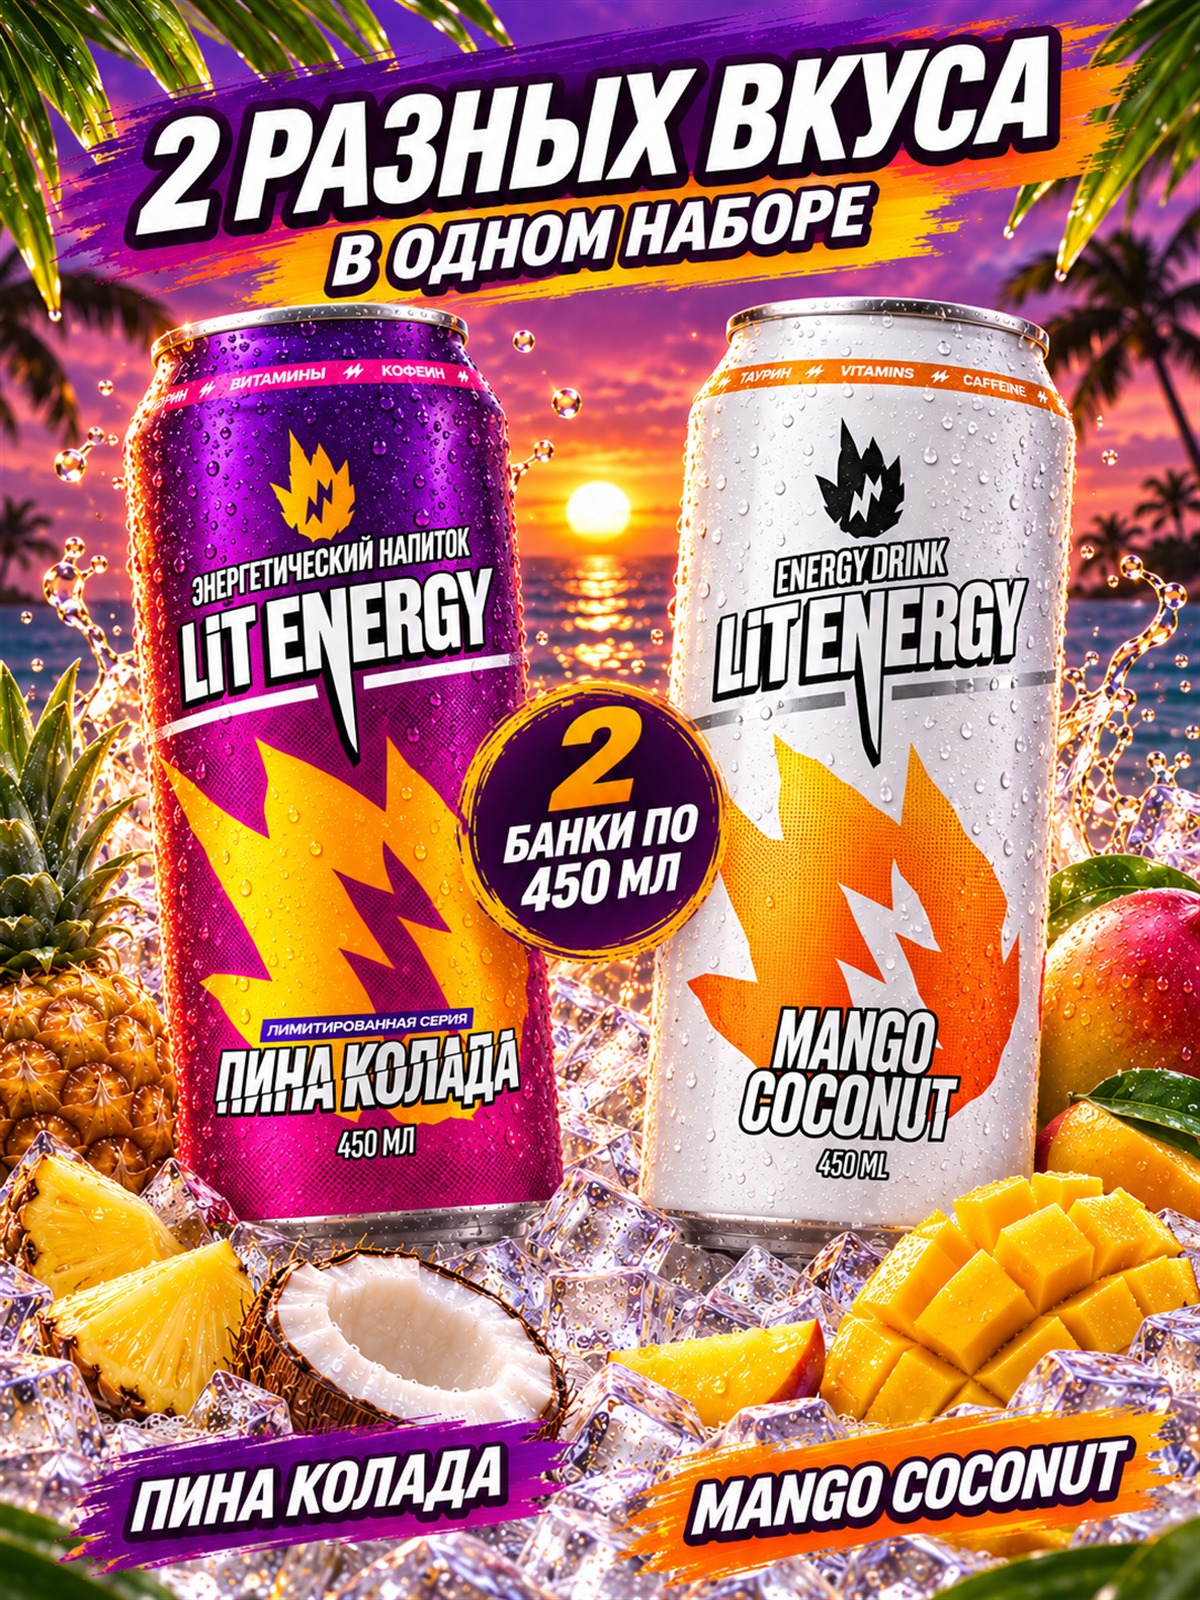 2 РАЗНЫХ ВКУСА
В ОДНОМ НАБОРЕ
ВИТАМИНЫ КОФЕИН
ЭНЕРГЕТИЧЕСКИЙ НАПИТОК
LiT ENERGY
ЛИМИТИРОВАННАЯ СЕРИЯ
ПИНА КОЛАДА
450 МЛ
2
БАНКИ ПО
450 МЛ
ТАУРИН VITAMINS CAFFEINE
ENERGY DRINK
LiT ENERGY
MANGO
COCONUT
450 ML
ПИНА КОЛАДА
MANGO COCONUT